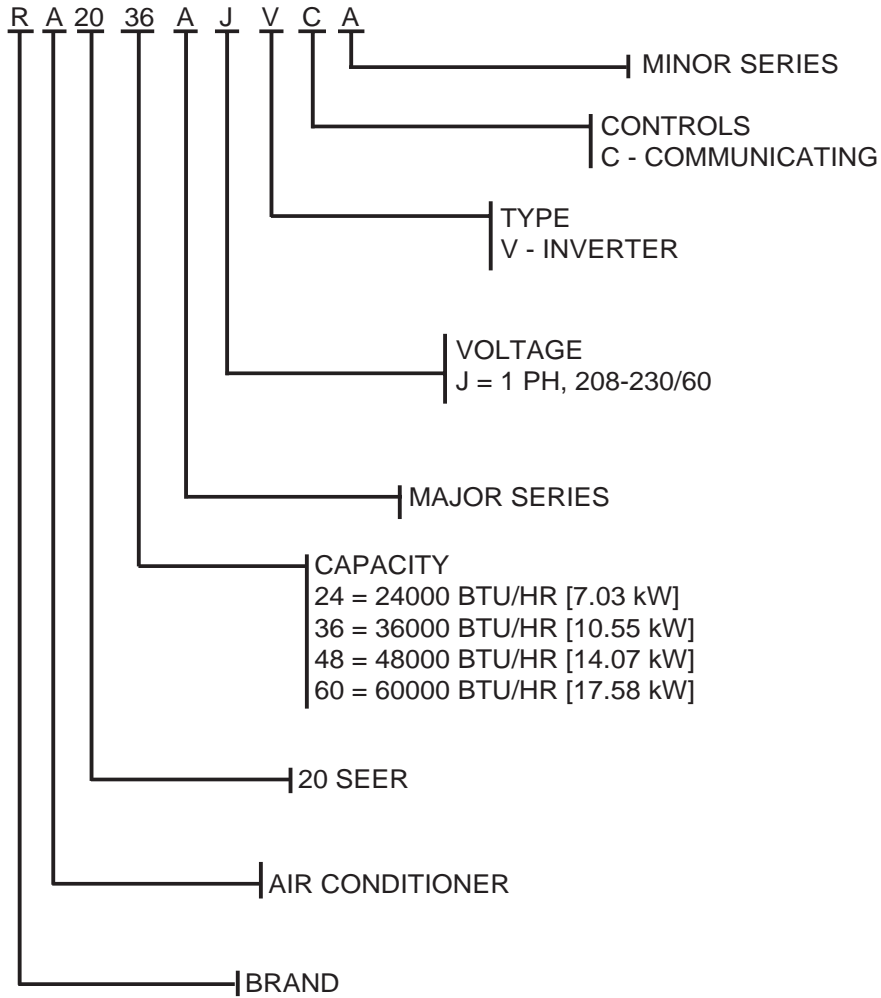 R A 20 36 A J V C A
MINOR SERIES
CONTROLS
C - COMMUNICATING
TYPE
V - INVERTER
VOLTAGE
J = 1 PH, 208-230/60
MAJOR SERIES
CAPACITY
24 = 24000 BTU/HR [7.03 kW]
36 = 36000 BTU/HR [10.55 kW]
48 = 48000 BTU/HR [14.07 kW]
60 = 60000 BTU/HR [17.58 kW]
20 SEER
AIR CONDITIONER
BRAND